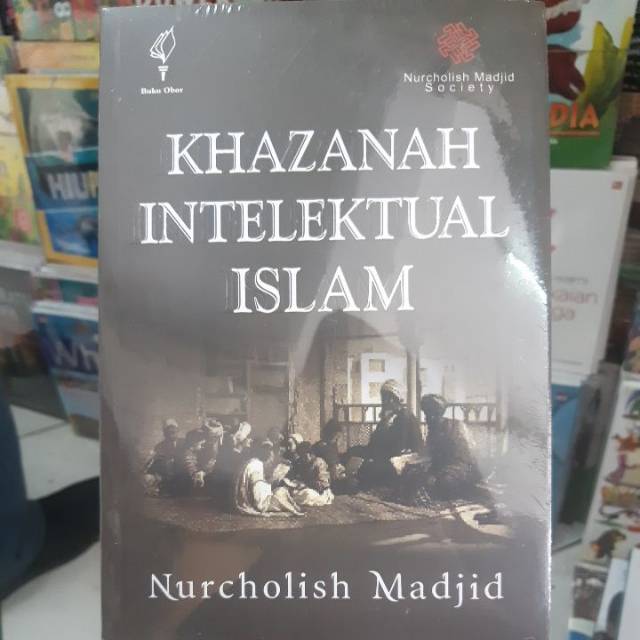 Buku Obor
Nurcholish Madjid
Society
KHAZANAH
INTELEKTUAL
ISLAM
Nurcholish Madjid